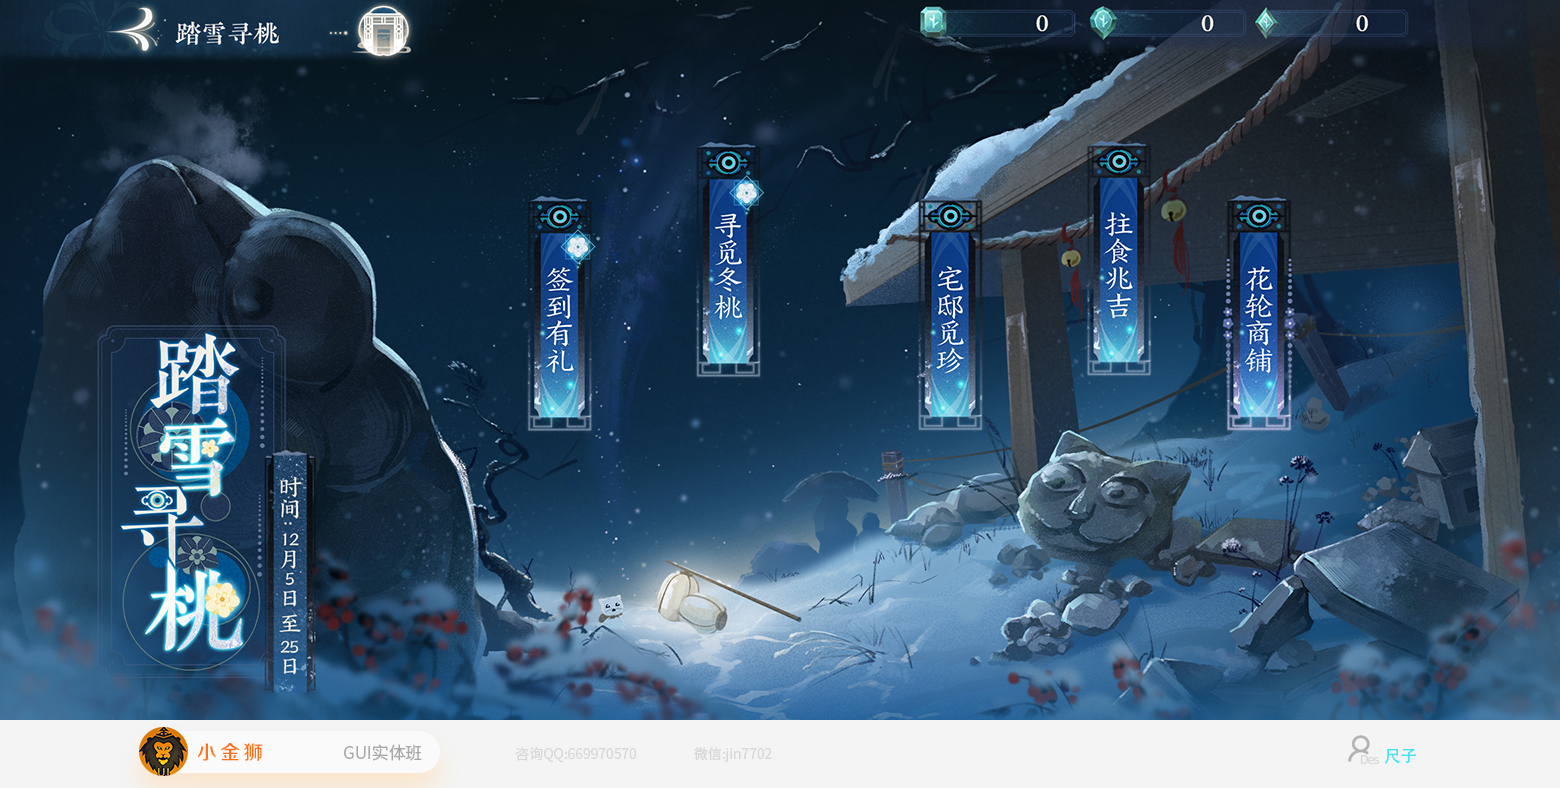 踏雪寻桃
0
0
0
签到有礼
寻觅冬桃
宅邸觅珍
拄食兆吉
花轮商铺
踏雪寻桃
时间:12月5日至25日
小金狮
GUI实体班
咨询QQ:669970570
微信:jin7702
Des
尺子
UI